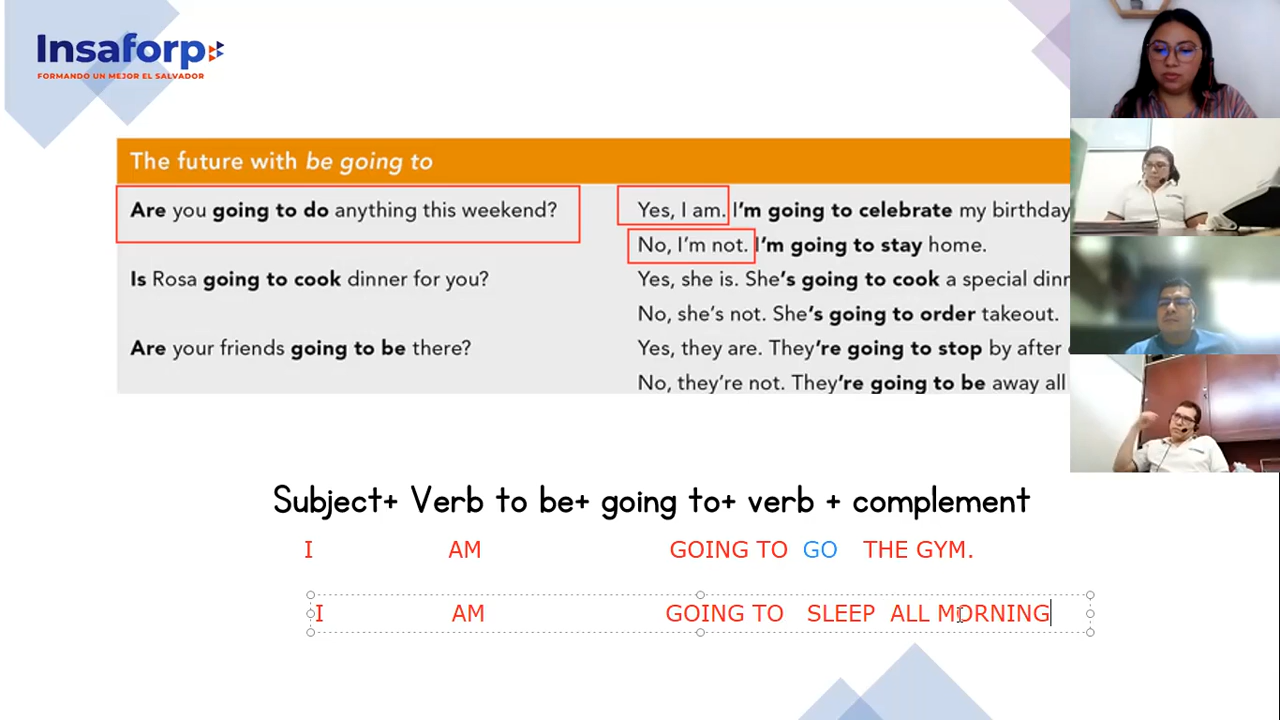 Insaforp
FORMANDO UN MEJOR EL SALVADOR
The future with be going to
Are you going to do anything this weekend?
Yes, I am. I'm going to celebrate my birthday
No, I'm not. I'm going to stay home.
Is Rosa going to cook dinner for you?
Yes, she is. She's going to cook a special
No, she's not. She's going to order takeout.
Are your friends going to be there?
Yes, they are. They're going to stop by after
No, they're not. They're going to be away all
Subject+ Verb to be+ going to+ verb + complement
I AM GOING TO GO THE GYM.
I AM GOING TO SLEEP ALL MORNING